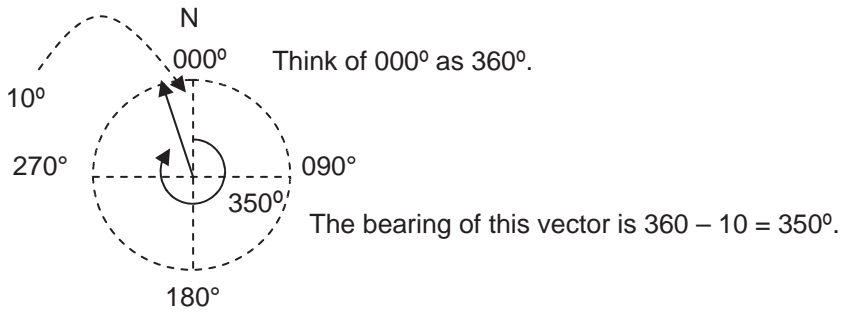 N
000º Think of 000º as 360º.
10º
270° 090°
350º
The bearing of this vector is 360 – 10 = 350º.
180°